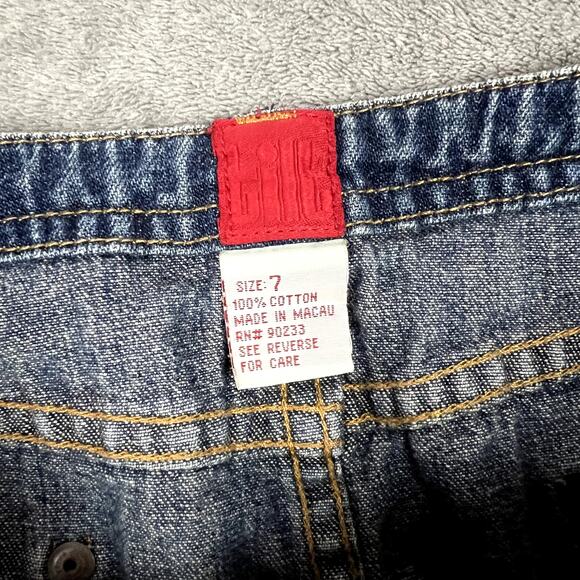 SIZE: 7
100% COTTON
MADE IN MACAU
RN# 90233
SEE REVERSE
FOR CARE